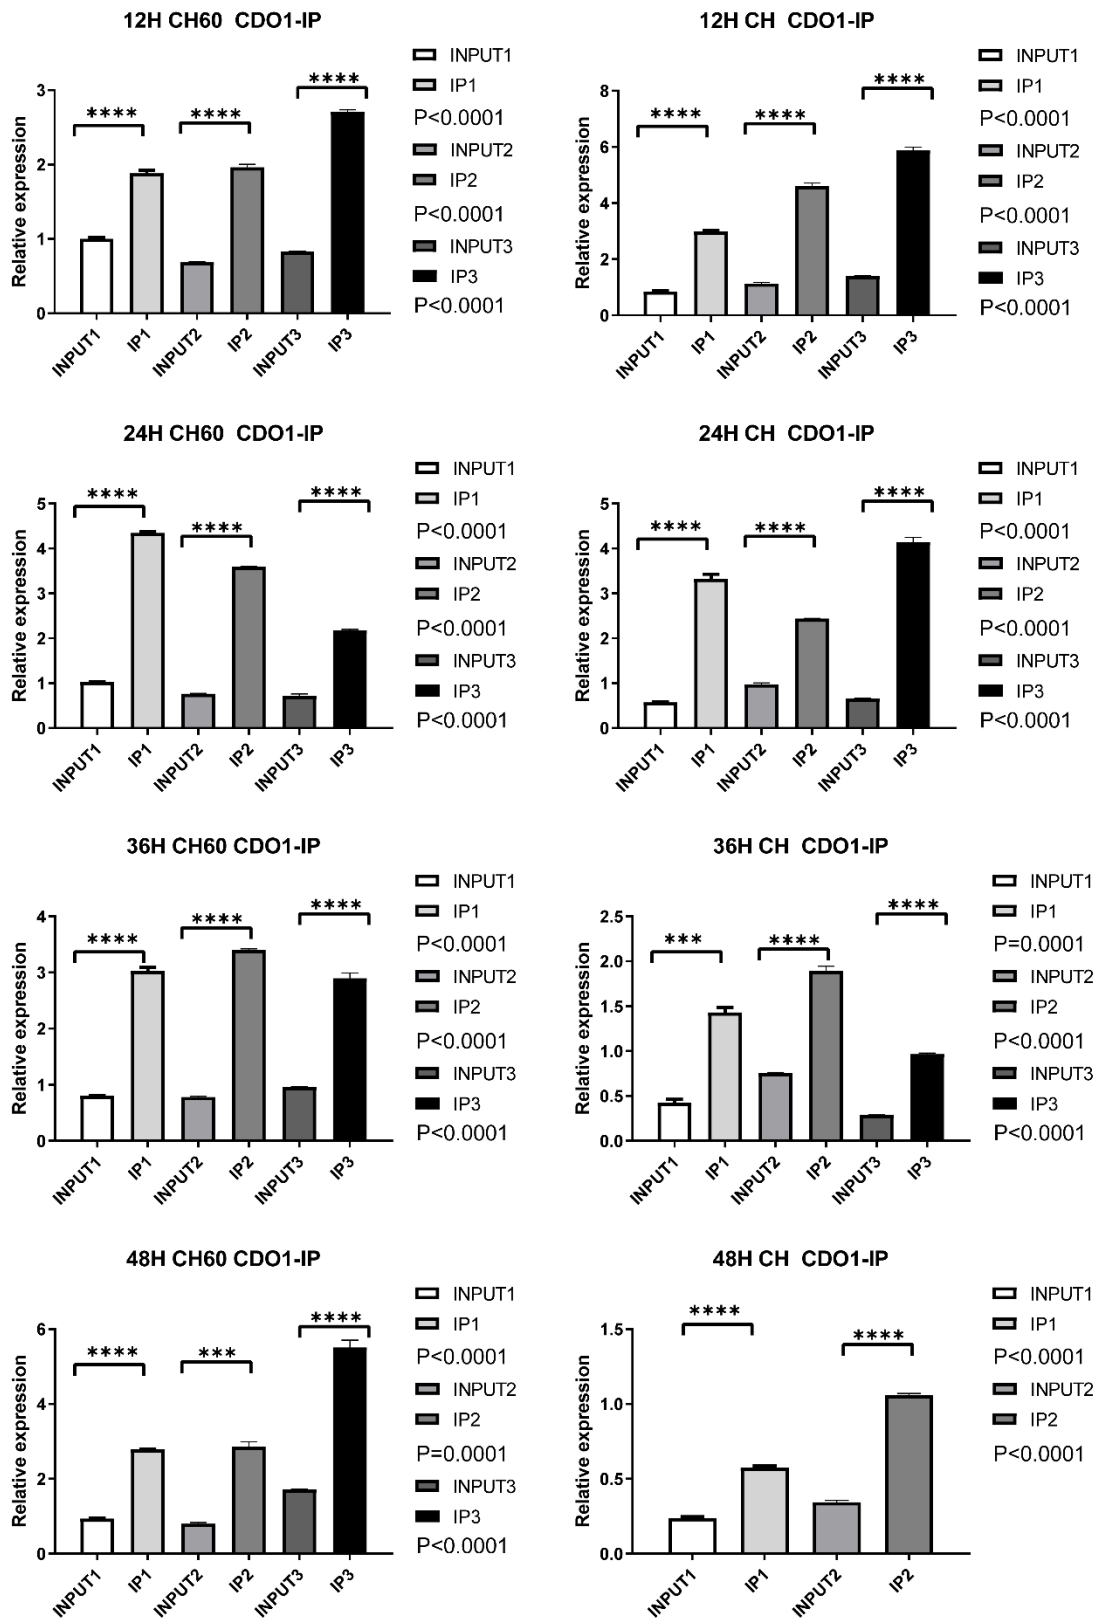 12H CH60  CDO1-IP
Relative expression
3
2
1
0
****
****
****
INPUT1
IP1
INPUT2
IP2
INPUT3
IP3
INPUT1
IP1
P<0.0001
INPUT2
IP2
P<0.0001
INPUT3
IP3
P<0.0001
12H CH  CDO1-IP
Relative expression
8
6
4
2
0
****
****
****
INPUT1
IP1
INPUT2
IP2
INPUT3
IP3
INPUT1
IP1
P<0.0001
INPUT2
IP2
P<0.0001
INPUT3
IP3
P<0.0001
24H CH60  CDO1-IP
Relative expression
5
4
3
2
1
0
****
****
****
INPUT1
IP1
INPUT2
IP2
INPUT3
IP3
INPUT1
IP1
P<0.0001
INPUT2
IP2
P<0.0001
INPUT3
IP3
P<0.0001
24H CH  CDO1-IP
Relative expression
5
4
3
2
1
0
****
****
****
INPUT1
IP1
INPUT2
IP2
INPUT3
IP3
INPUT1
IP1
P<0.0001
INPUT2
IP2
P<0.0001
INPUT3
IP3
P<0.0001
36H CH60 CDO1-IP
Relative expression
4
3
2
1
0
****
****
****
INPUT1
IP1
INPUT2
IP2
INPUT3
IP3
INPUT1
IP1
P<0.0001
INPUT2
IP2
P<0.0001
INPUT3
IP3
P<0.0001
36H CH  CDO1-IP
Relative expression
2.5
2.0
1.5
1.0
0.5
0.0
***
****
****
INPUT1
IP1
INPUT2
IP2
INPUT3
IP3
INPUT1
IP1
P=0.0001
INPUT2
IP2
P<0.0001
INPUT3
IP3
P<0.0001
48H CH60 CDO1-IP
Relative expression
6
4
2
0
****
***
****
INPUT1
IP1
INPUT2
IP2
INPUT3
IP3
INPUT1
IP1
P<0.0001
INPUT2
IP2
P=0.0001
INPUT3
IP3
P<0.0001
48H CH  CDO1-IP
Relative expression
1.5
1.0
0.5
0.0
****
****
INPUT1
IP1
INPUT2
IP2
INPUT1
IP1
P<0.0001
INPUT2
IP2
P<0.0001